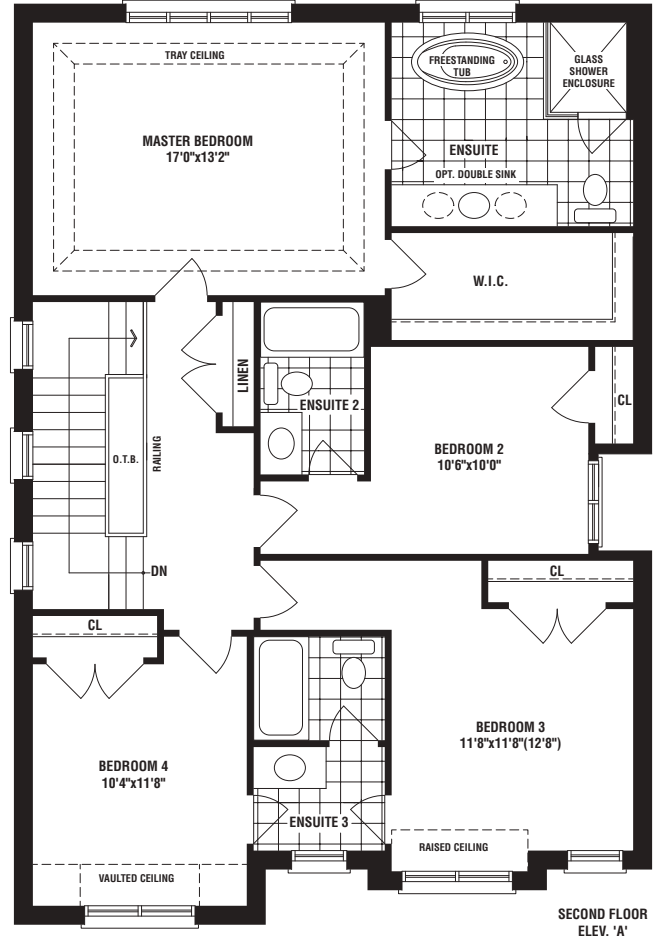 TRAY CEILING
MASTER BEDROOM
17'0"x13'2"
FREESTANDING
TUB
GLASS
SHOWER
ENCLOSURE
ENSUITE
OPT. DOUBLE SINK
W.I.C.
LINEN
ENSUITE 2
CL
BEDROOM 2
10'6"x10'0"
O.T.B.
RAILING
DN
CL
CL
BEDROOM 3
11'8"x11'8"(12'8")
BEDROOM 4
10'4"x11'8"
ENSUITE 3
RAISED CEILING
VAULTED CEILING
SECOND FLOOR
ELEV. 'A'